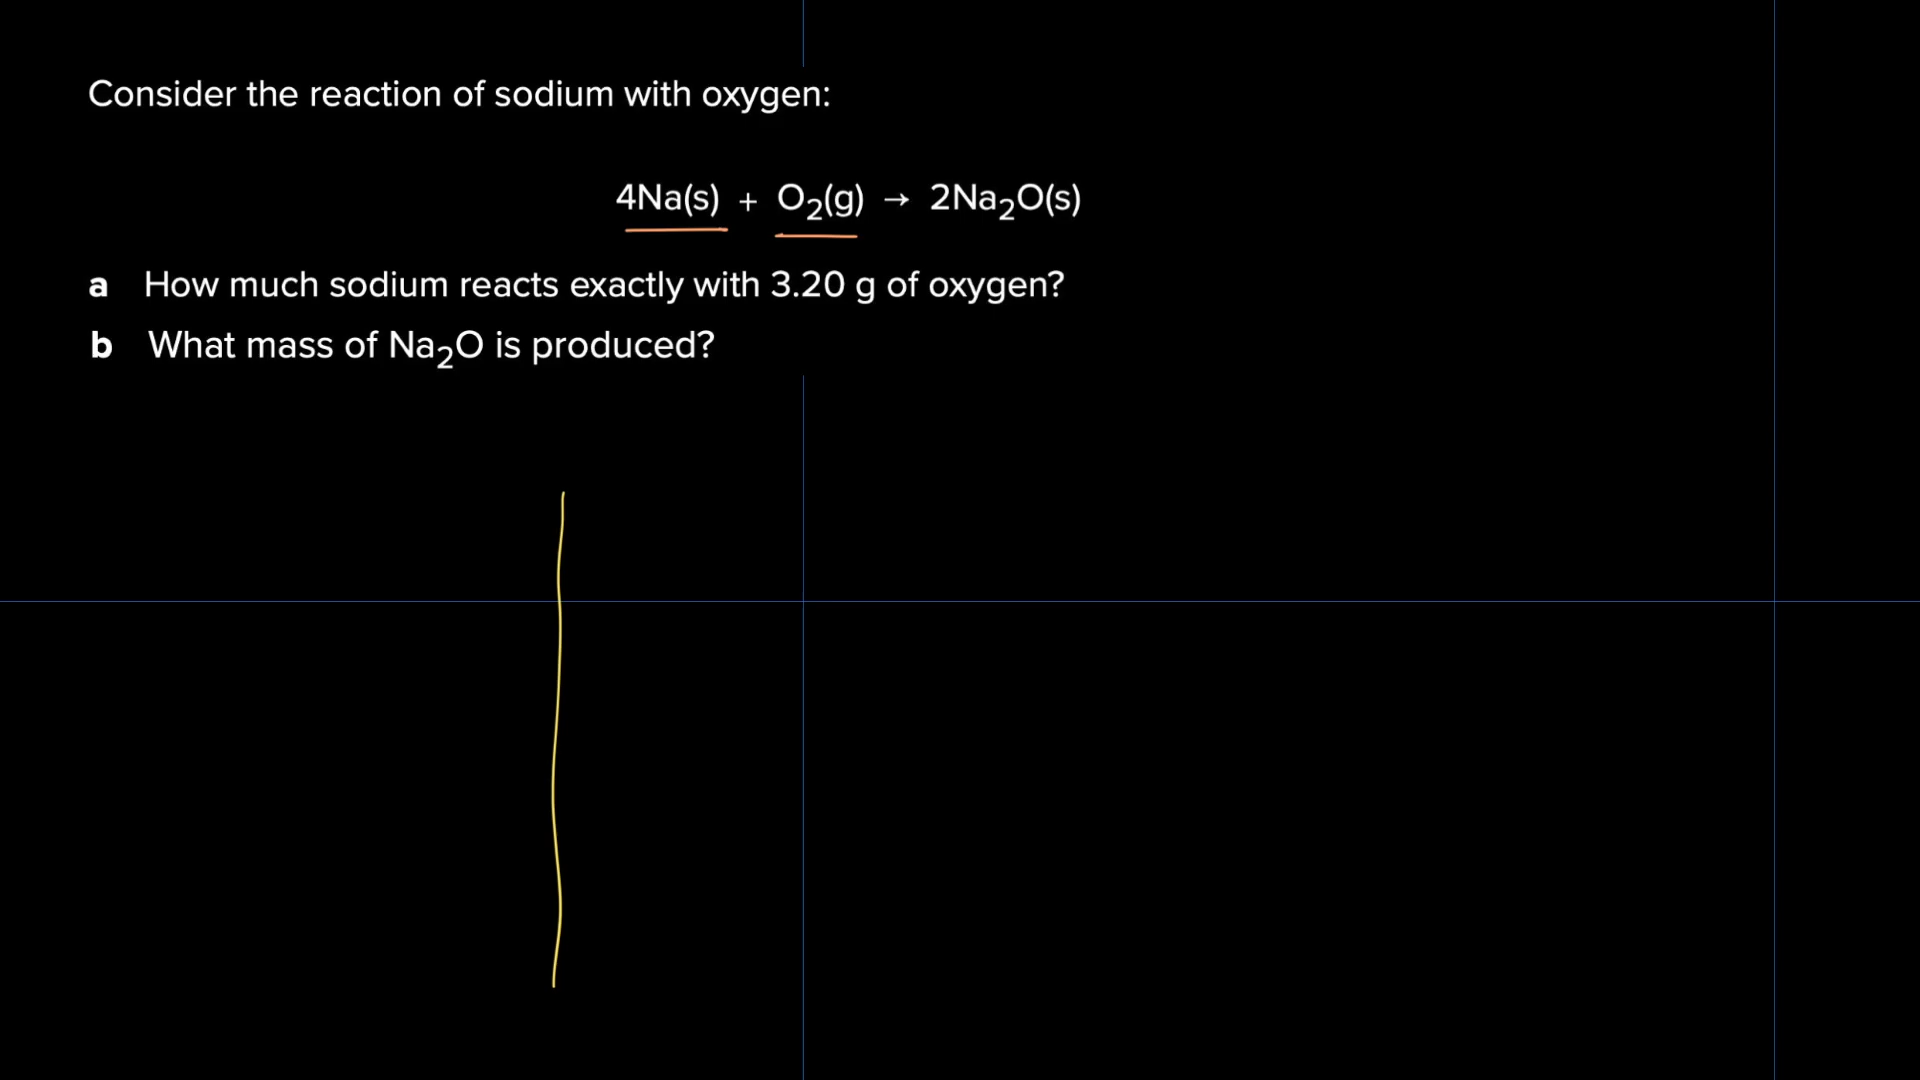 Consider the reaction of sodium with oxygen:
4Na(s) + O₂(g) → 2Na₂O(s)
a How much sodium reacts exactly with 3.20 g of oxygen?
b What mass of Na₂O is produced?